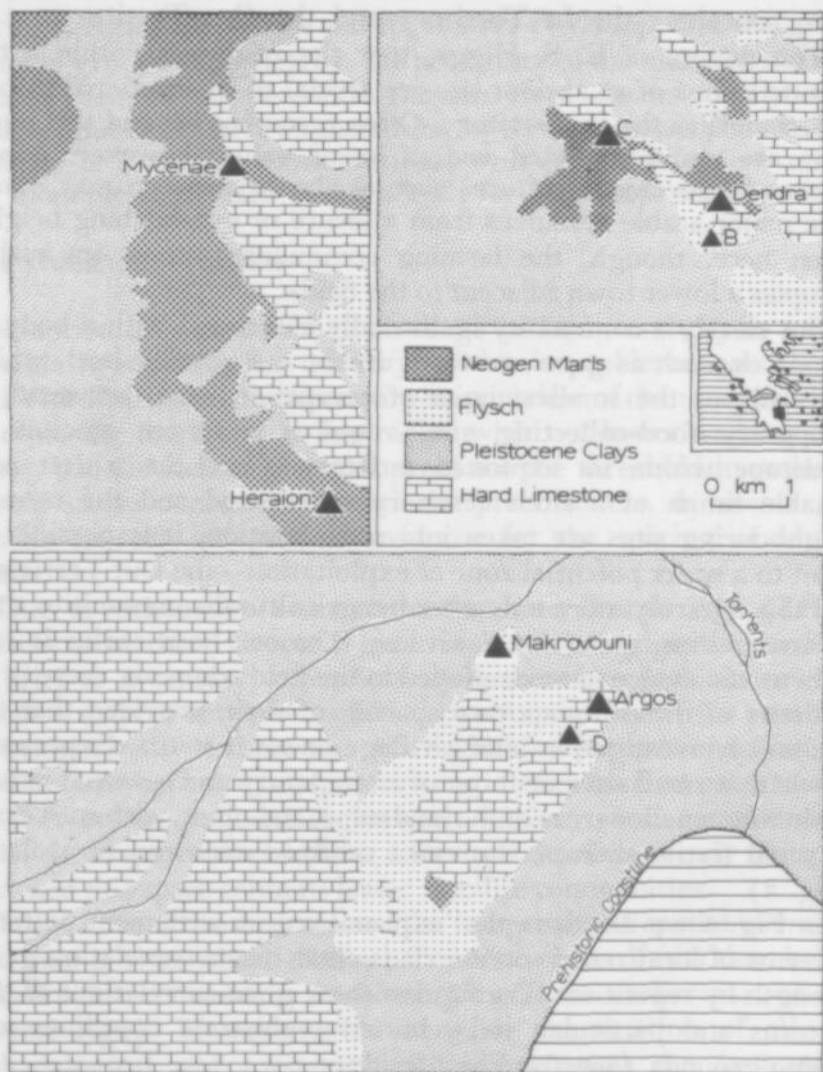 Mycenae
Heraion
C
Dendra
B
Neogen Marls
Flysch
Pleistocene Clays
Hard Limestone
0 km 1
Makrovouni
Argos
D
Torrents
Prehistoric Coastline